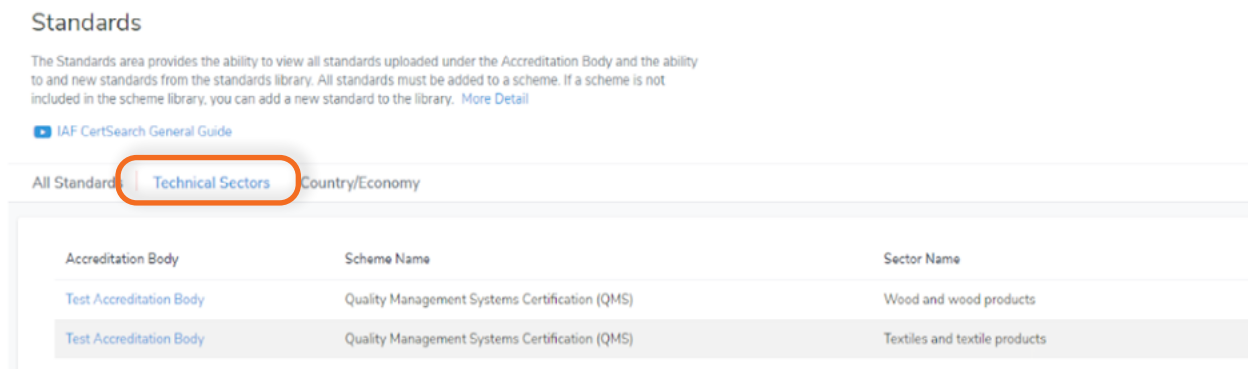 Standards
The Standards area provides the ability to view all standards uploaded under the Accreditation Body and the ability
to and new standards from the standards library. All standards must be added to a scheme. If a scheme is not
included in the scheme library, you can add a new standard to the library. More Detail
IAF CertSearch General Guide
All Standards Technical Sectors Country/Economy
Accreditation Body Scheme Name Sector Name
Test Accreditation Body Quality Management Systems Certification (QMS) Wood and wood products
Test Accreditation Body Quality Management Systems Certification (QMS) Textiles and textile products